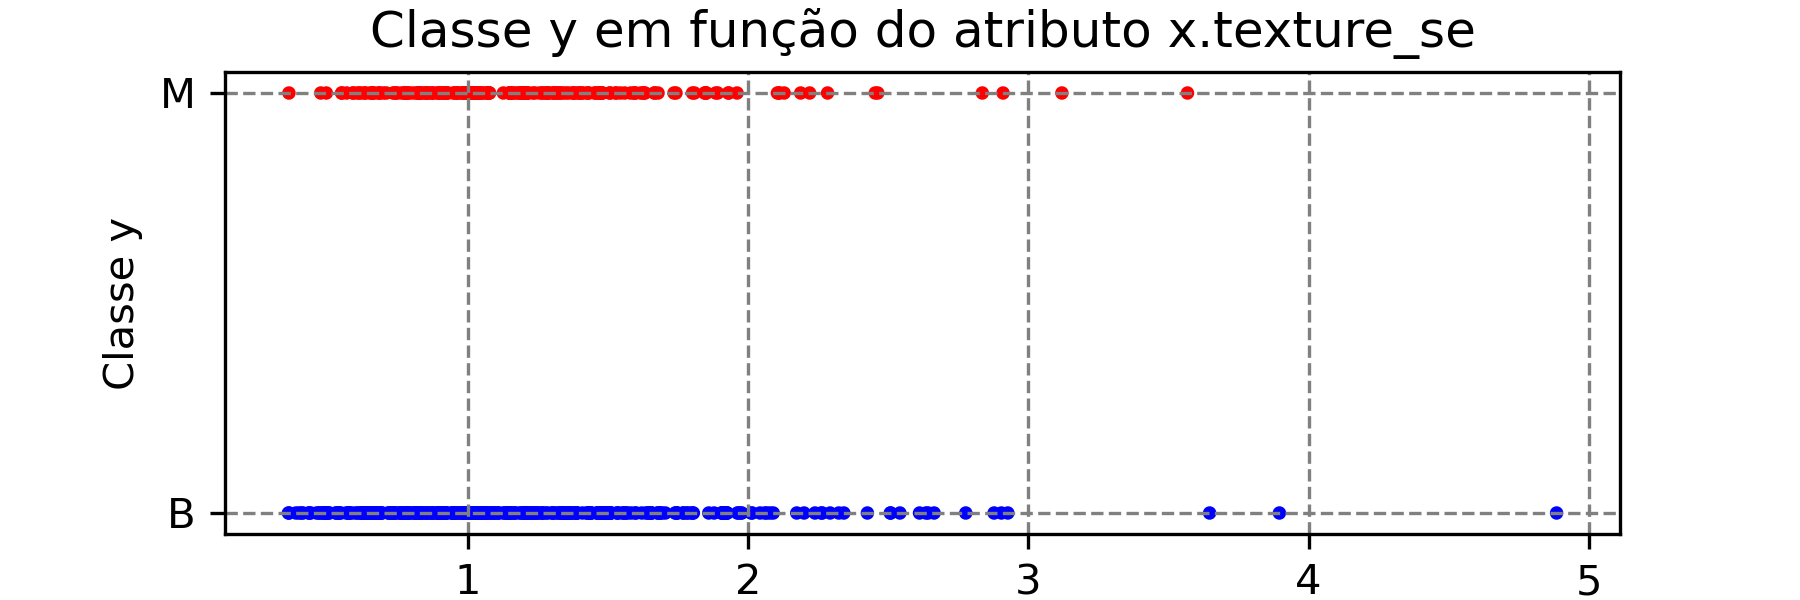 Classe y em função do atributo x.texture_se
M
Classe y
B
1 2 3 4 5